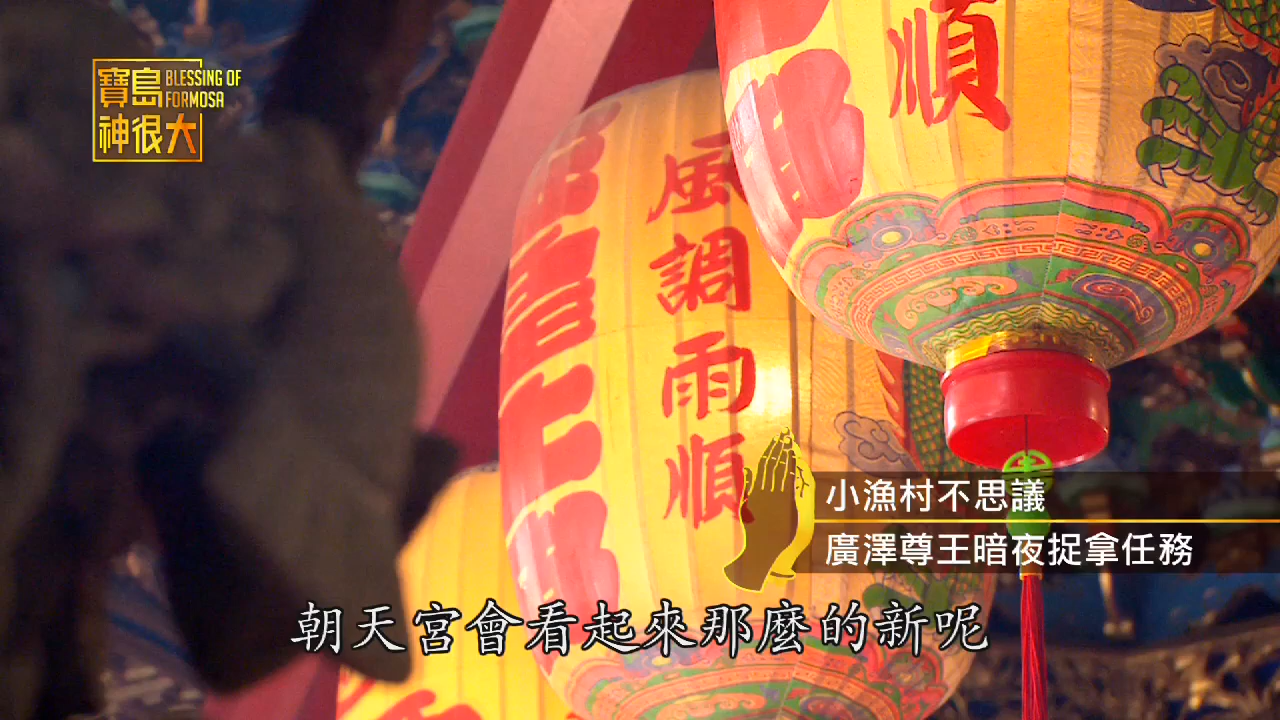 寶島
BLESSING OF
FORMOSA
神很大
順
風調雨順
小漁村不思議
廣澤尊王暗夜捉拿任務
朝天宮會看起來那麼的新呢